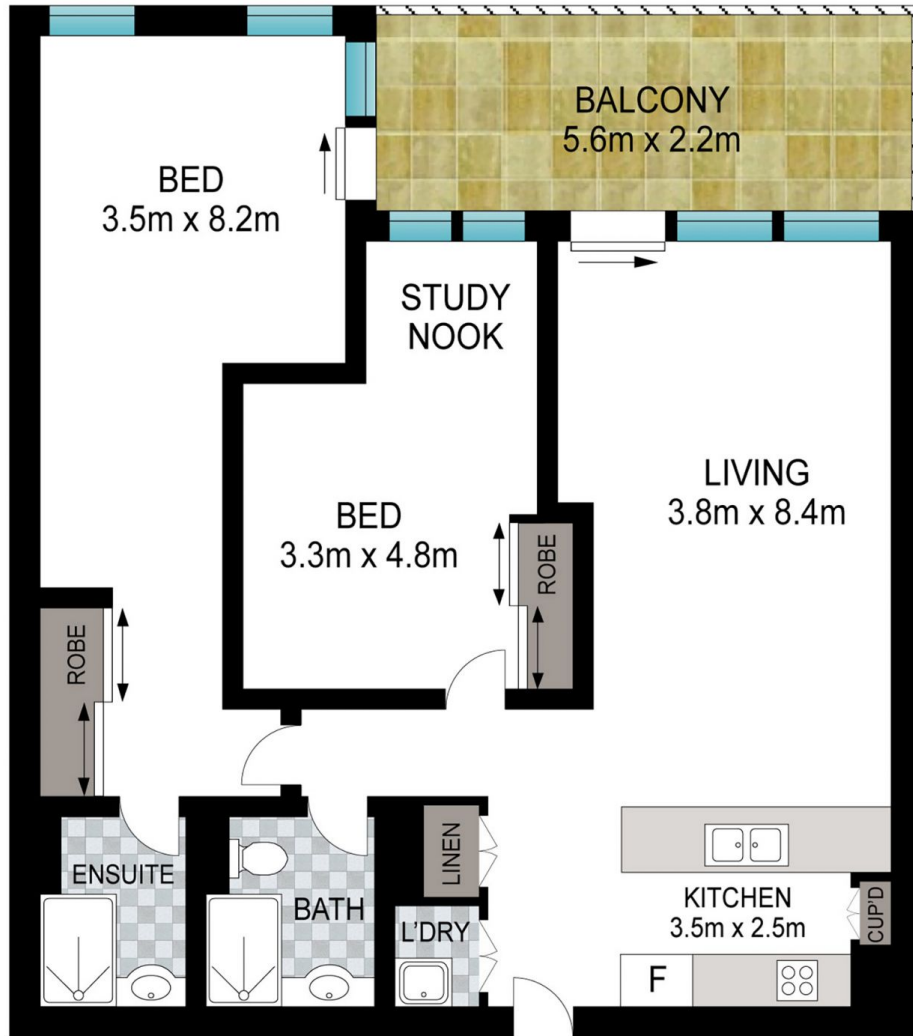 BALCONY
5.6m x 2.2m
BED
3.5m x 8.2m
STUDY
NOOK
LIVING
3.8m x 8.4m
BED
3.3m x 4.8m
ROBE
ROBE
ENSUITE
BATH
LINEN
L'DRY
KITCHEN
3.5m x 2.5m
CUP'D
F